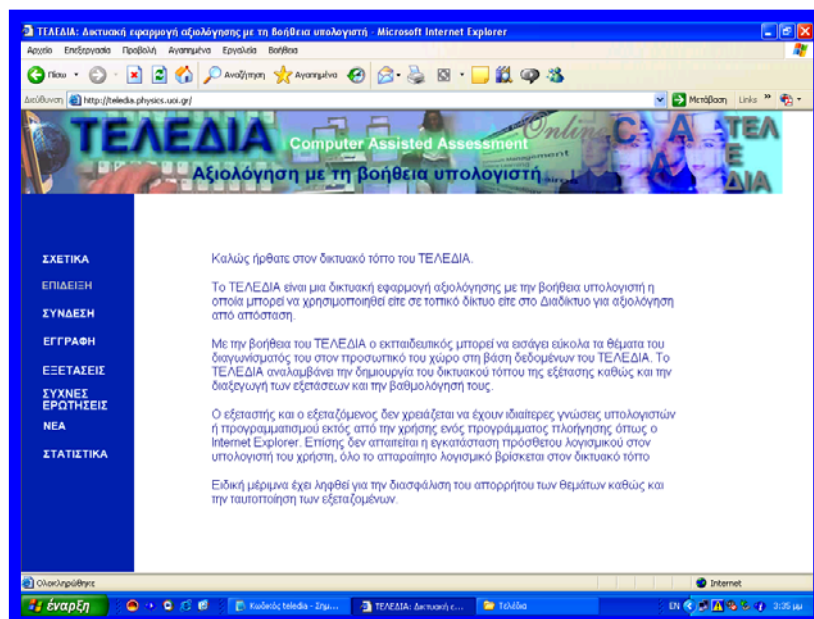 ΤΕΛΕΔΙΑ: Δικτυακή εφαρμογή αξιολόγησης με τη βοήθεια υπολογιστή - Microsoft Internet Explorer
Αρχείο Επεξεργασία Προβολή Αγαπημένα Εργαλεία Βοήθεια
Πίσω Αναζήτηση Αγαπημένα
Διεύθυνση http://teledia.physics.uoi.gr/ Μετάβαση Links »
ΤΕΛΕΔΙΑ Computer Assisted Assessment Online C A A ΤΕΛ Ε ΔΙΑ
management
Αξιολόγηση με τη βοήθεια υπολογιστή
ΣΧΕΤΙΚΑ
ΕΠΙΔΕΙΞΗ
ΣΥΝΔΕΣΗ
ΕΓΓΡΑΦΗ
ΕΞΕΤΑΣΕΙΣ
ΣΥΧΝΕΣ
ΕΡΩΤΗΣΕΙΣ
ΝΕΑ
ΣΤΑΤΙΣΤΙΚΑ
Καλώς ήρθατε στον δικτυακό τόπο του ΤΕΛΕΔΙΑ.
Το ΤΕΛΕΔΙΑ είναι μια δικτυακή εφαρμογή αξιολόγησης με την βοήθεια υπολογιστή η
οποία μπορεί να χρησιμοποιηθεί είτε σε τοπικό δίκτυο είτε στο Διαδίκτυο για αξιολόγηση
από απόσταση.
Με την βοήθεια του ΤΕΛΕΔΙΑ ο εκπαιδευτικός μπορεί να εισάγει εύκολα τα θέματα του
διαγωνίσματός του στον προσωπικό του χώρο στη βάση δεδομένων του ΤΕΛΕΔΙΑ. Το
ΤΕΛΕΔΙΑ αναλαμβάνει την δημιουργία του δικτυακού τόπου της εξέτασης καθώς και την
διαξεγωγή των εξετάσεων και την βαθμολόγησή τους.
Ο εξεταστής και ο εξεταζόμενος δεν χρειάζεται να έχουν ιδιαίτερες γνώσεις υπολογιστών
ή προγραμματισμού εκτός από την χρήσης ενός προγράμματος πλοήγησης όπως ο
Internet Explorer. Επίσης δεν απαιτείται η εγκατάσταση πρόσθετου λογισμικού στον
υπολογιστή του χρήστη, όλο το απαραίτητο λογισμικό βρίσκεται στον δικτυακό τόπο
Ειδική μέριμνα έχει ληφθεί για την διασφάλιση του απορρήτου των θεμάτων καθώς και
την ταυτοποίηση των εξεταζομένων.
Ολοκληρώθηκε Internet
έναρξη Κωδικός teledia - Σημ... ΤΕΛΕΔΙΑ: Δικτυακή ε... Τελέδια EN 3:35 μμ